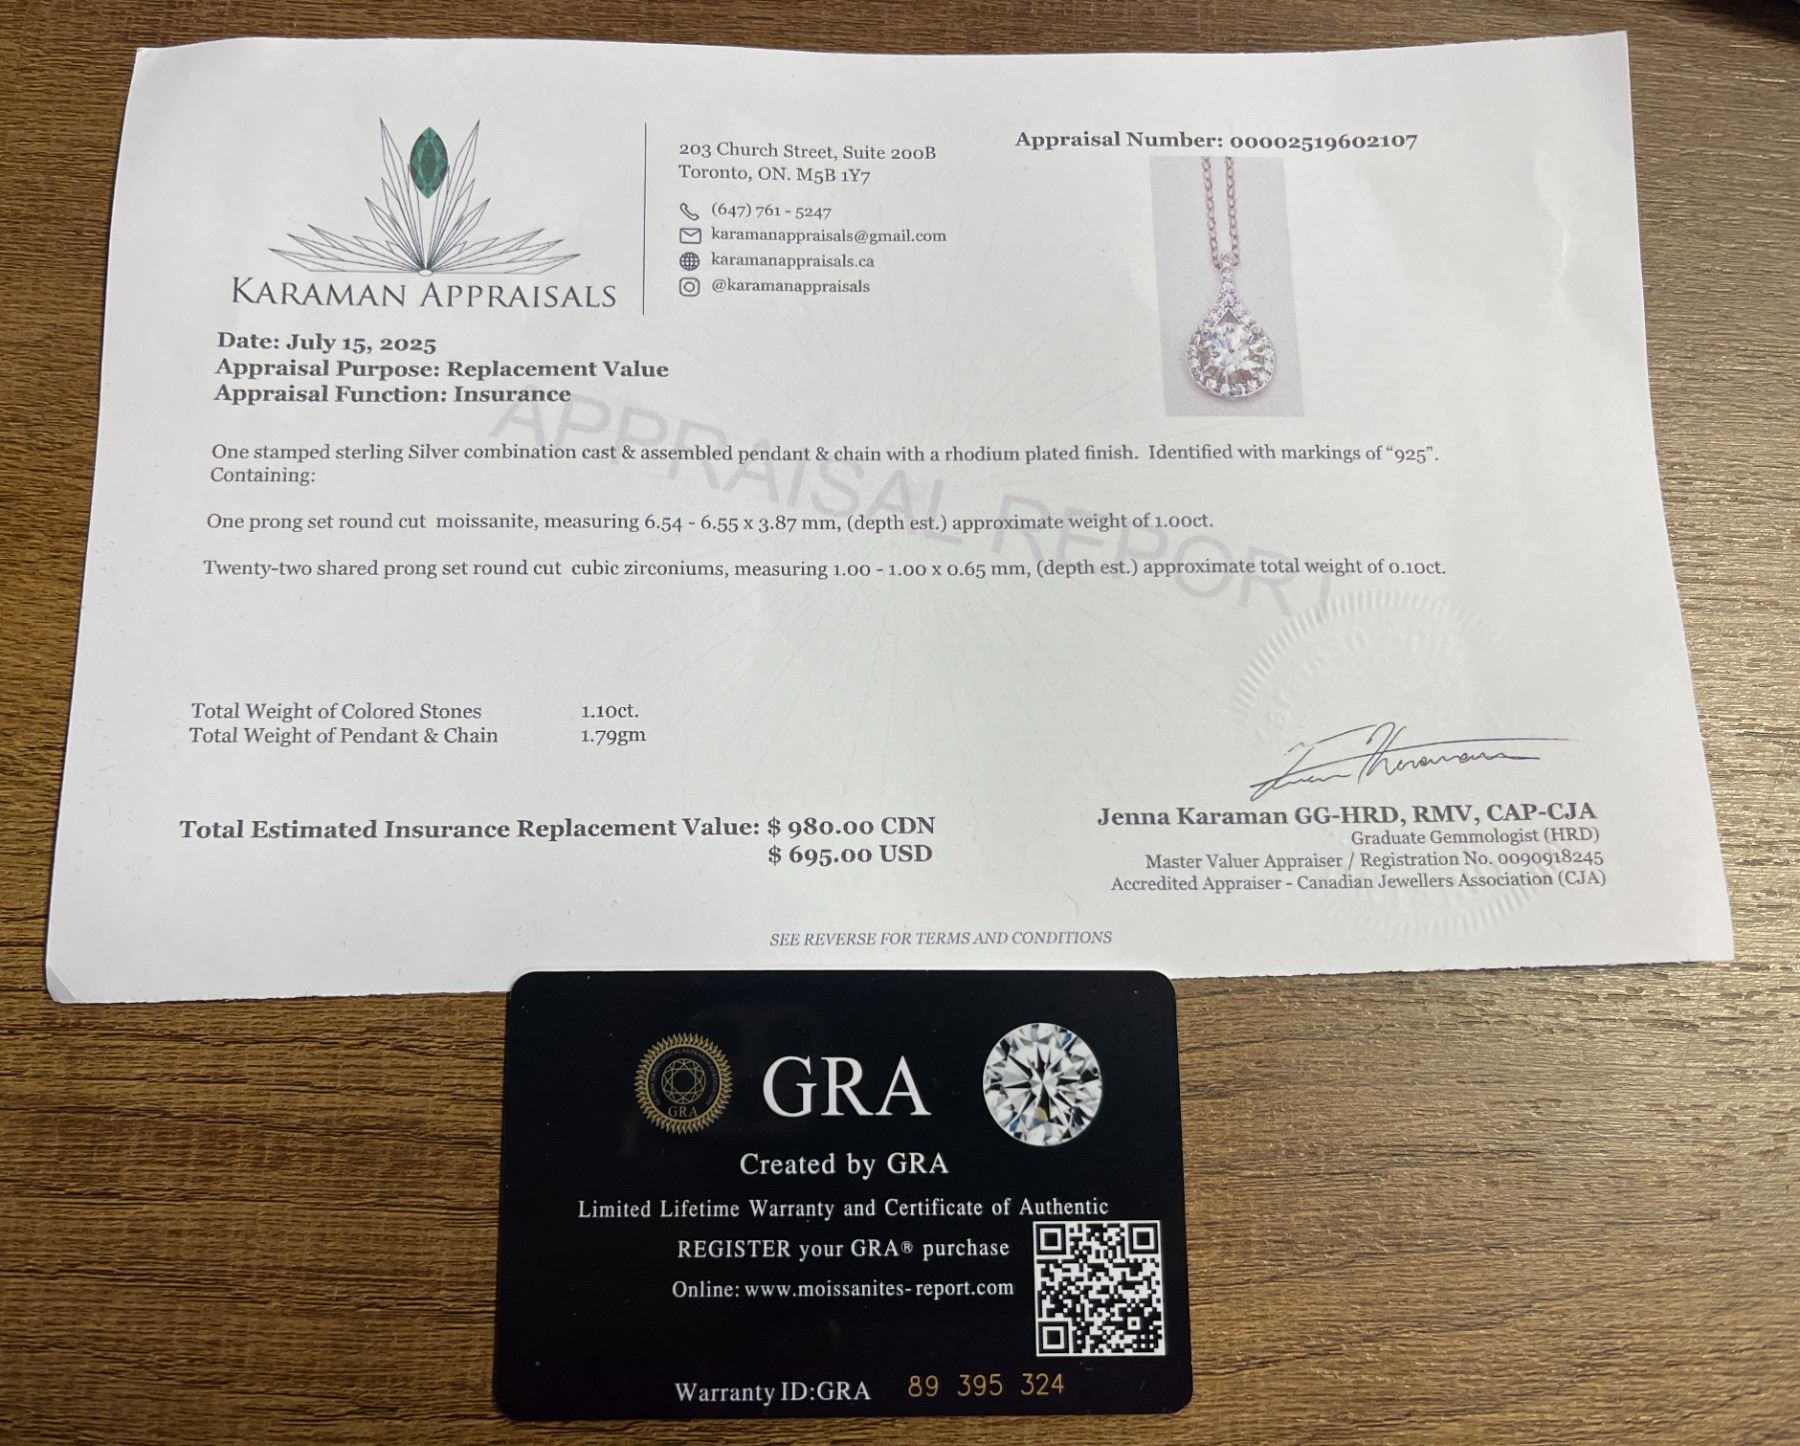 KARAMAN APPRAISALS
203 Church Street, Suite 200B
Toronto, ON. M5B 1Y7
(647) 761 - 5247
karamanappraisals@gmail.com
karamanappraisals.ca
@karamanappraisals
Appraisal Number: 00002519602107
Date: July 15, 2025
Appraisal Purpose: Replacement Value
Appraisal Function: Insurance
APPRAISAL REPORT
One stamped sterling Silver combination cast & assembled pendant & chain with a rhodium plated finish. Identified with markings of “925”.
Containing:
One prong set round cut moissanite, measuring 6.54 - 6.55 x 3.87 mm, (depth est.) approximate weight of 1.00ct.
Twenty-two shared prong set round cut cubic zirconiums, measuring 1.00 - 1.00 x 0.65 mm, (depth est.) approximate total weight of 0.10ct.
Total Weight of Colored Stones 1.10ct.
Total Weight of Pendant & Chain 1.79gm
Total Estimated Insurance Replacement Value: $ 980.00 CDN
$ 695.00 USD
Jenna Karaman GG-HRD, RMV, CAP-CJA
Graduate Gemmologist (HRD)
Master Valuer Appraiser / Registration No. 0090918245
Accredited Appraiser - Canadian Jewellers Association (CJA)
SEE REVERSE FOR TERMS AND CONDITIONS
GRA
GRA
Created by GRA
Limited Lifetime Warranty and Certificate of Authentic
REGISTER your GRA® purchase
Online: www.moissanites-report.com
Warranty ID:GRA 89 395 324